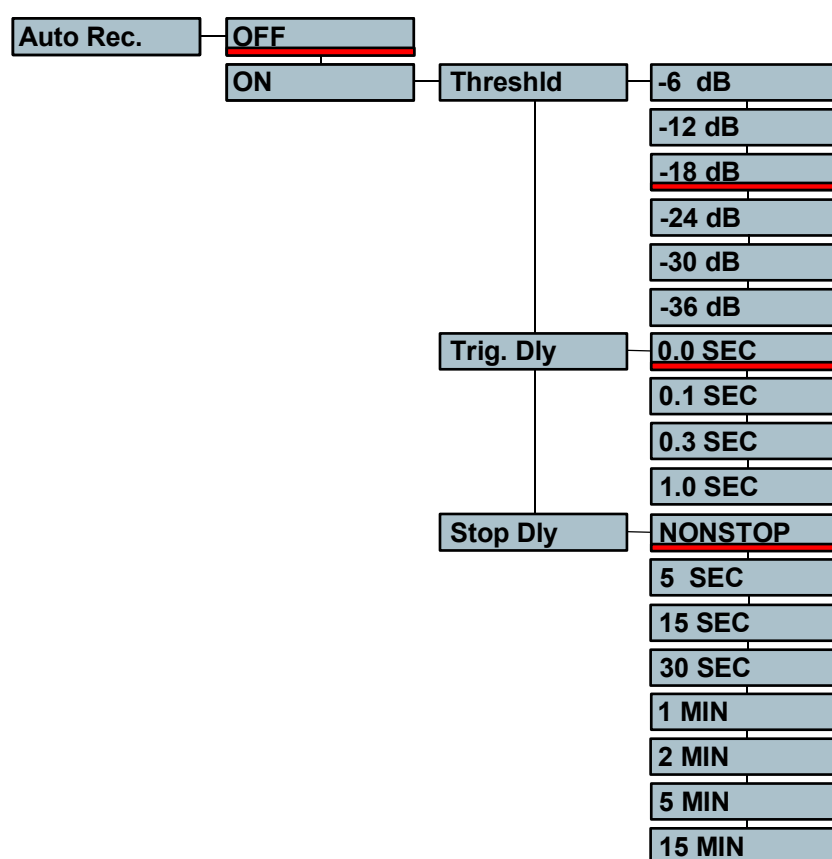 Auto Rec.
OFF
ON
Threshld
-6 dB
-12 dB
-18 dB
-24 dB
-30 dB
-36 dB
Trig. Dly
0.0 SEC
0.1 SEC
0.3 SEC
1.0 SEC
Stop Dly
NONSTOP
5 SEC
15 SEC
30 SEC
1 MIN
2 MIN
5 MIN
15 MIN